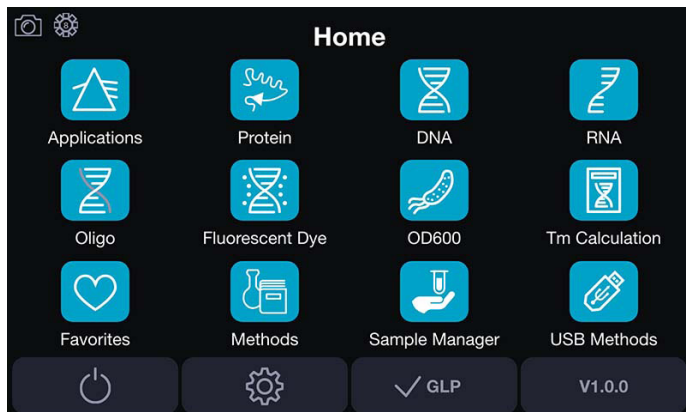 8
Home
Applications
Protein
DNA
RNA
Oligo
Fluorescent Dye
OD600
Tm Calculation
Favorites
Methods
Sample Manager
USB Methods
GLP
V1.0.0